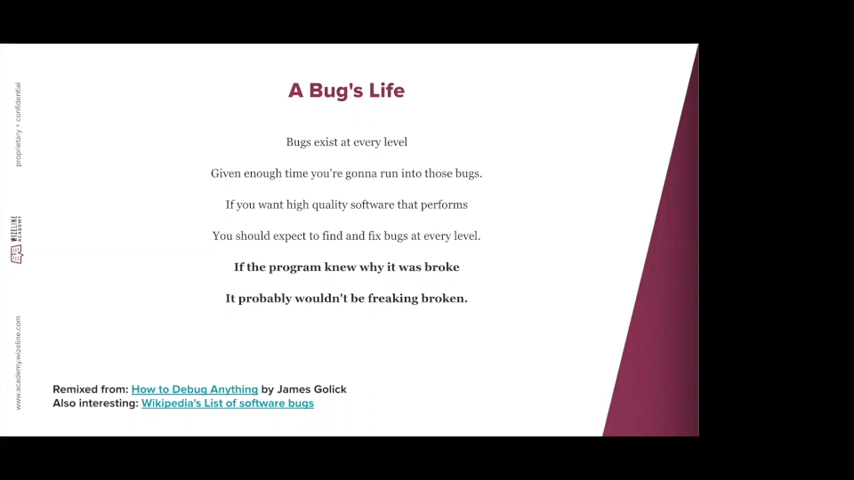 A Bug's Life
Bugs exist at every level
Given enough time you're gonna run into those bugs.
If you want high quality software that performs
You should expect to find and fix bugs at every level.
If the program knew why it was broke
It probably wouldn't be freaking broken.
Remixed from: How to Debug Anything by James Golick
Also interesting: Wikipedia's List of software bugs
proprietary + confidential
WIZELINE
ACADEMY
www.academy.wizeline.com